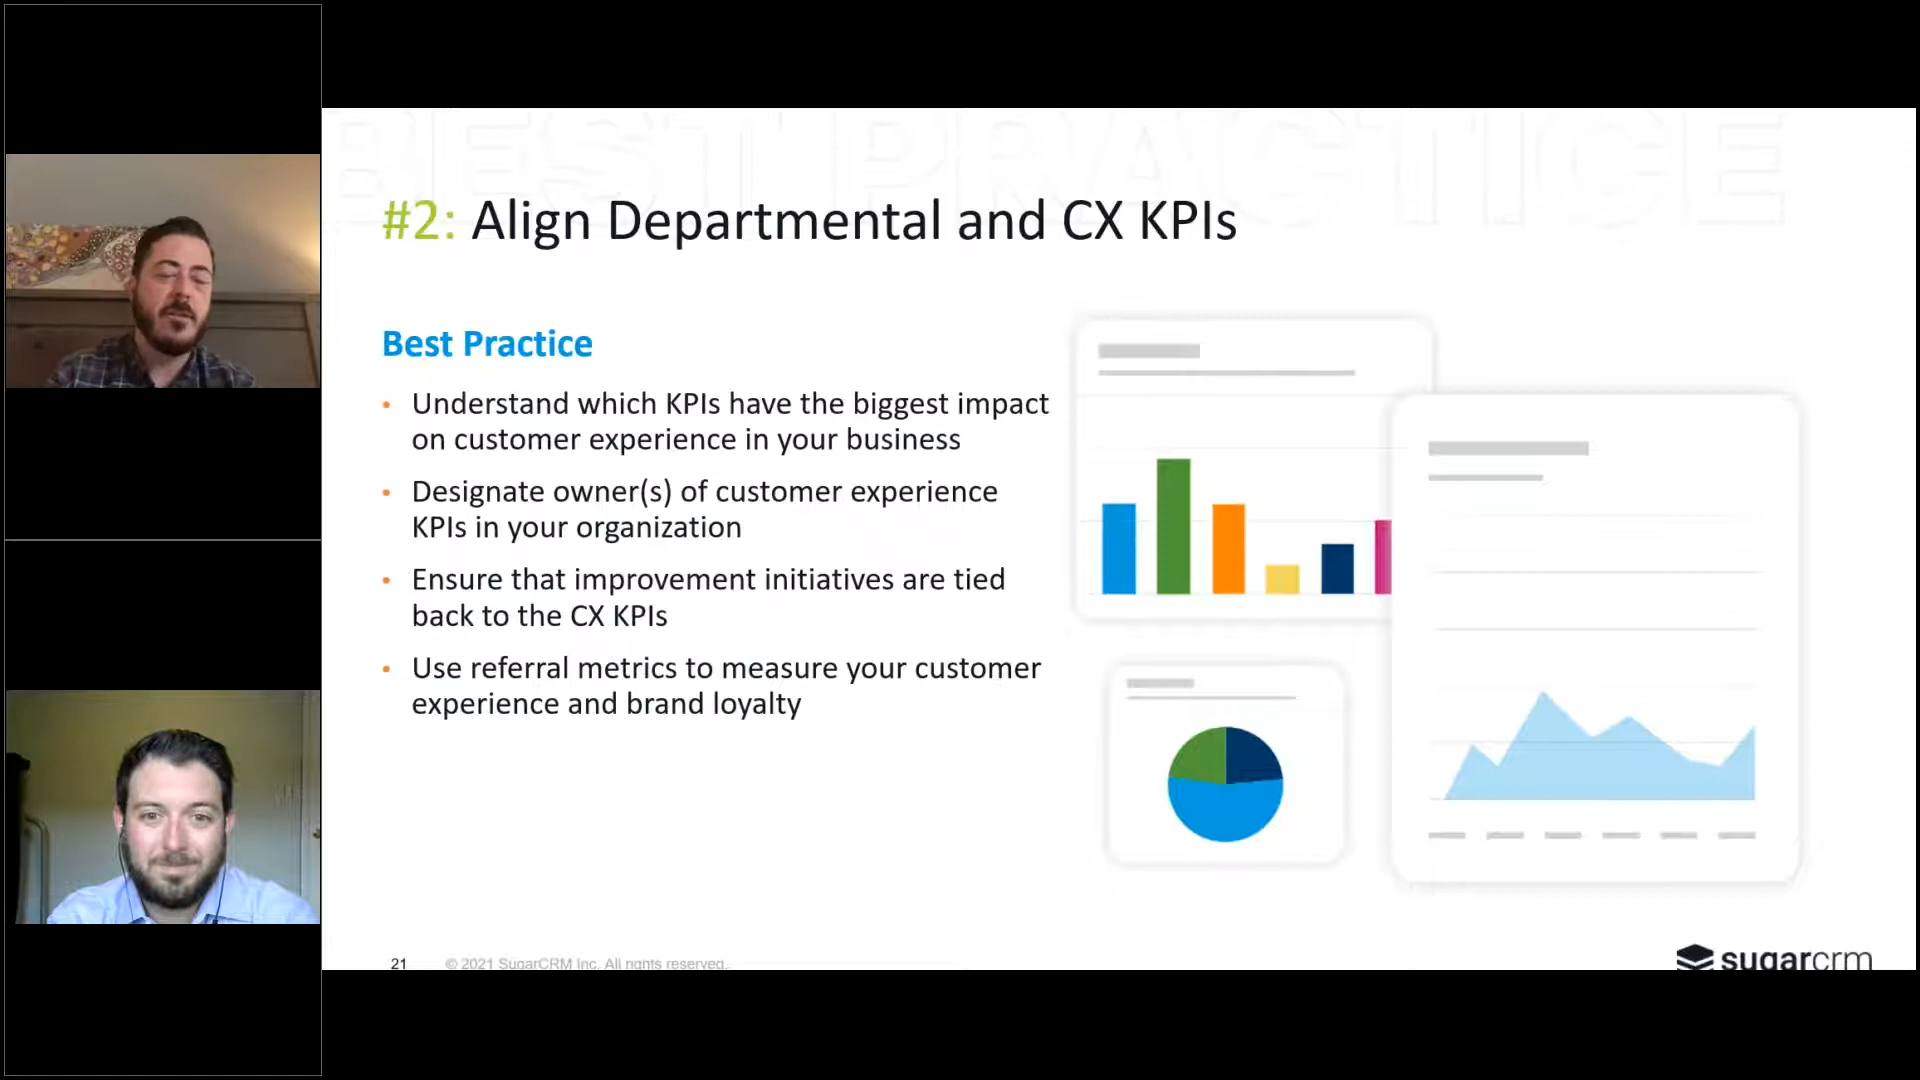 BEST PRACTICE
#2: Align Departmental and CX KPIs
Best Practice
• Understand which KPIs have the biggest impact
on customer experience in your business
• Designate owner(s) of customer experience
KPIs in your organization
• Ensure that improvement initiatives are tied
back to the CX KPIs
• Use referral metrics to measure your customer
experience and brand loyalty
21 © 2021 SugarCRM Inc. All rights reserved.
sugarcrm